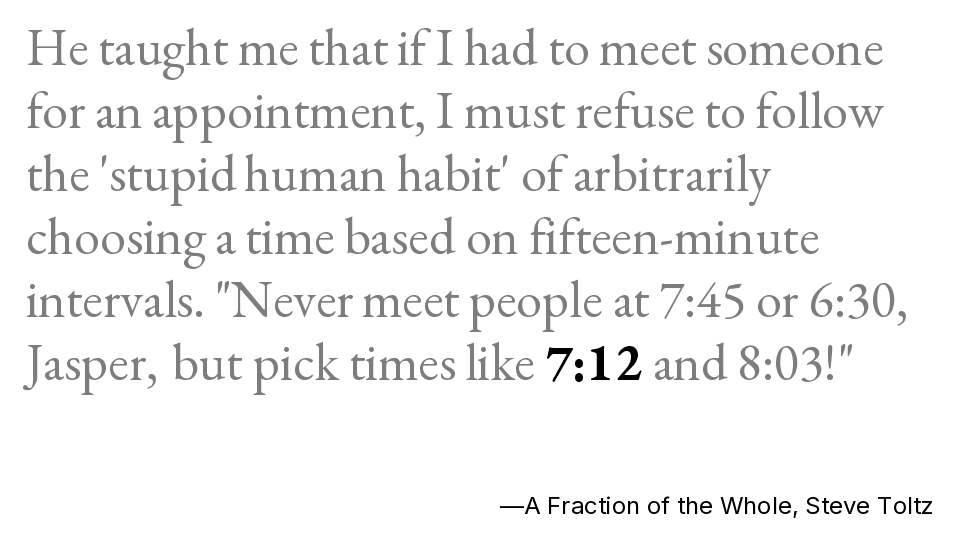 He taught me that if I had to meet someone
for an appointment, I must refuse to follow
the 'stupid human habit' of arbitrarily
choosing a time based on fifteen-minute
intervals. "Never meet people at 7:45 or 6:30,
Jasper, but pick times like 7:12 and 8:03!"
—A Fraction of the Whole, Steve Toltz